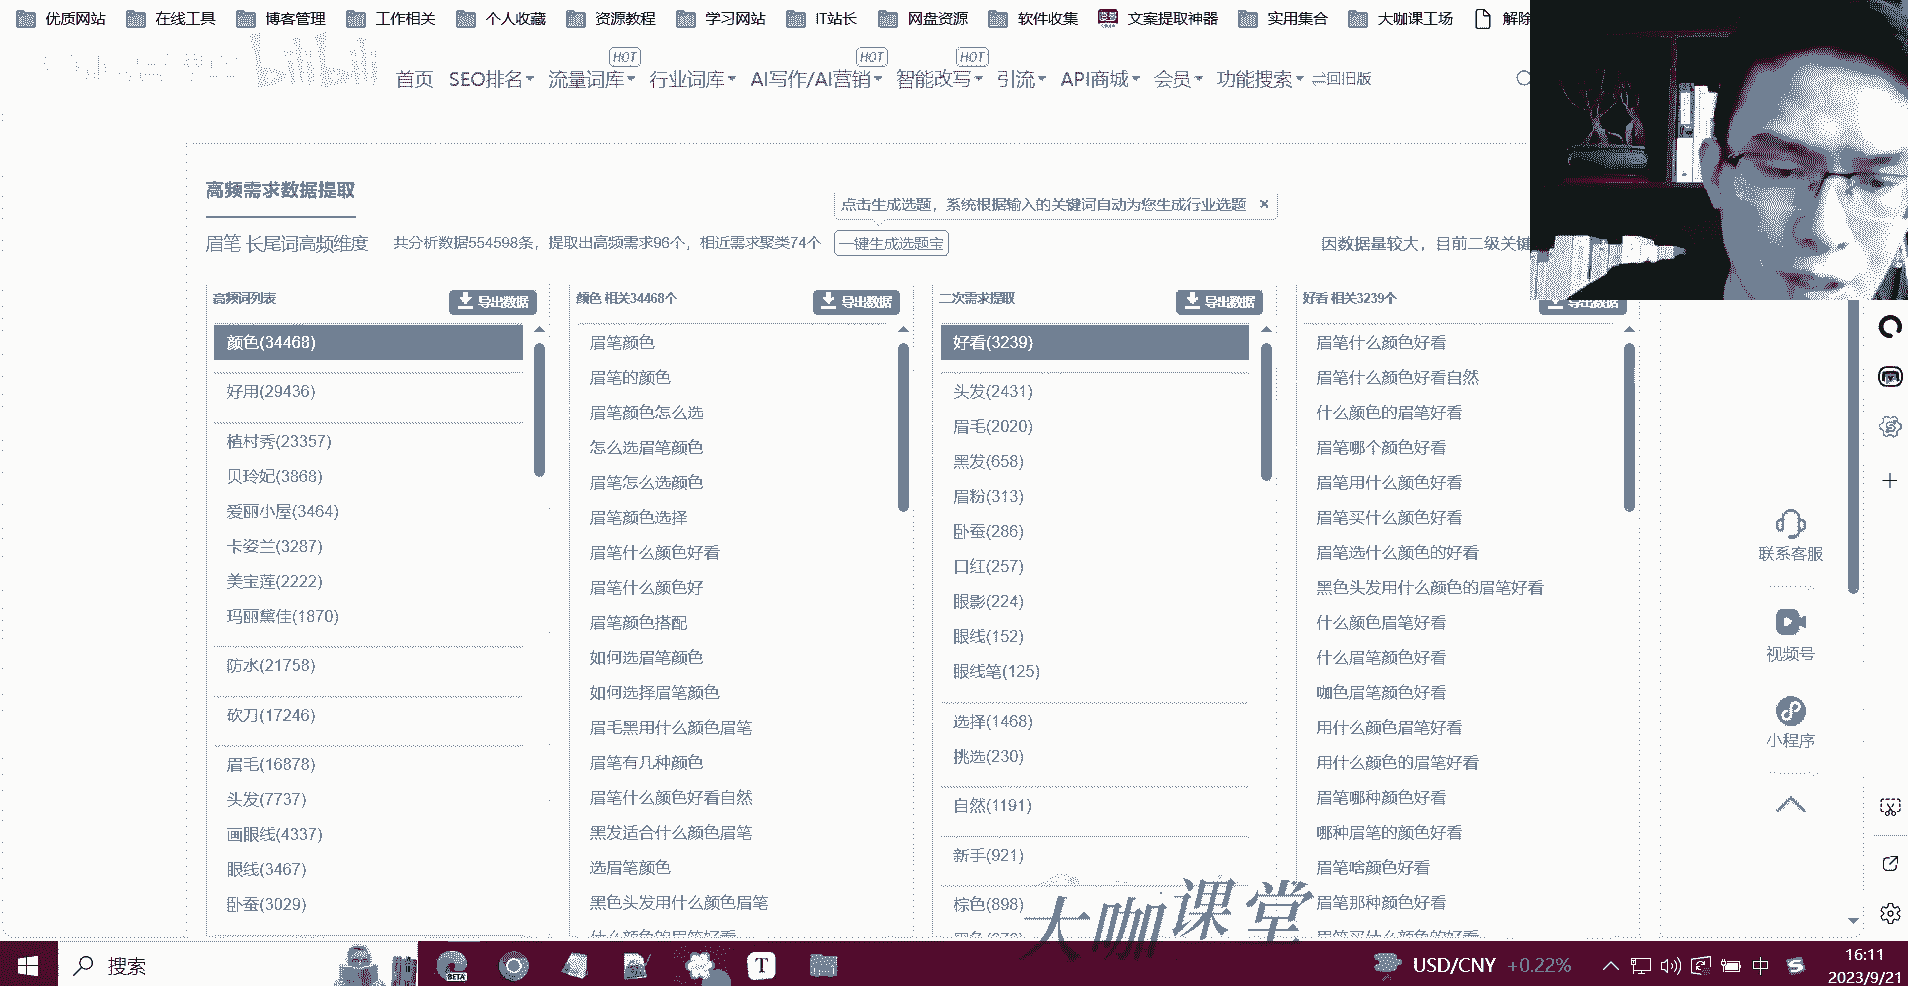 优质网站 在线工具 博客管理 工作相关 个人收藏 资源教程 学习网站 IT站长 网盘资源 软件收集 文案提取神器 实用集合 大咖课工场 解除
bilibili
HOT HOT HOT
首页 SEO排名 流量词库 行业词库 AI写作/AI营销 智能改写 引流 API商城 会员 功能搜索 回旧版
高频需求数据提取
点击生成选题，系统根据输入的关键词自动为您生成行业选题 ×
眉笔 长尾词高频维度 共分析数据554598条，提取出高频需求96个，相近需求聚类74个 一键生成选题宝 因数据量较大，目前二级关键
高频词列表 导出数据
颜色(34468)
好用(29436)
植村秀(23357)
贝玲妃(3868)
爱丽小屋(3464)
卡姿兰(3287)
美宝莲(2222)
玛丽黛佳(1870)
防水(21758)
砍刀(17246)
眉毛(16878)
头发(7737)
画眼线(4337)
眼线(3467)
卧蚕(3029)
颜色 相关34468个 导出数据
眉笔颜色
眉笔的颜色
眉笔颜色怎么选
怎么选眉笔颜色
眉笔怎么选颜色
眉笔颜色选择
眉笔什么颜色好看
眉笔什么颜色好
眉笔颜色搭配
如何选眉笔颜色
如何选择眉笔颜色
眉毛黑用什么颜色眉笔
眉笔有几种颜色
眉笔什么颜色好看自然
黑发适合什么颜色眉笔
选眉笔颜色
黑色头发用什么颜色眉笔
什么颜色的眉笔好看
二次需求提取 导出数据
好看(3239)
头发(2431)
眉毛(2020)
黑发(658)
眉粉(313)
卧蚕(286)
口红(257)
眼影(224)
眼线(152)
眼线笔(125)
选择(1468)
挑选(230)
自然(1191)
新手(921)
棕色(898)
好看 相关3239个 导出数据
眉笔什么颜色好看
眉笔什么颜色好看自然
什么颜色的眉笔好看
眉笔哪个颜色好看
眉笔用什么颜色好看
眉笔买什么颜色好看
眉笔选什么颜色的好看
黑色头发用什么颜色的眉笔好看
什么颜色眉笔好看
什么眉笔颜色好看
咖色眉笔颜色好看
用什么颜色眉笔好看
用什么颜色的眉笔好看
眉笔哪种颜色好看
哪种眉笔的颜色好看
眉笔啥颜色好看
眉笔那种颜色好看
眉笔买什么颜色的好看
联系客服
视频号
小程序
大咖课堂
搜索 BETA T USD/CNY +0.22% 中 16:11
2023/9/21